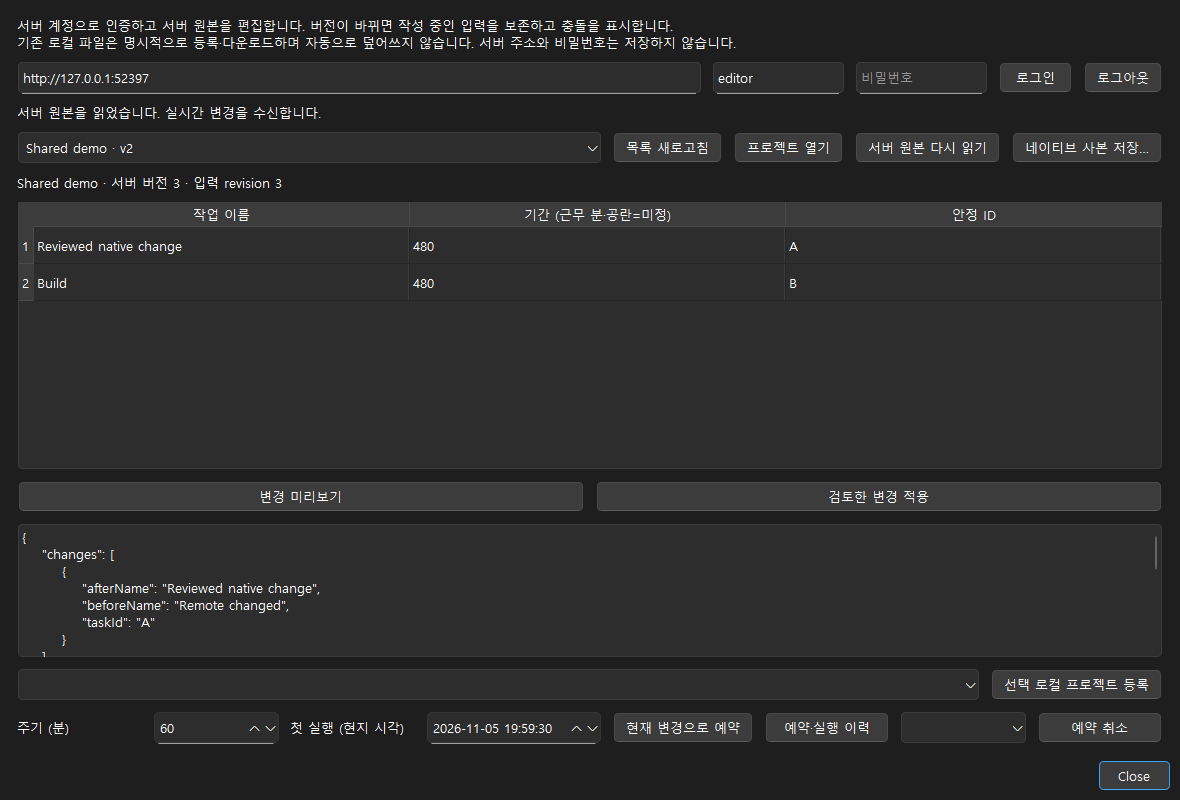 서버 계정으로 인증하고 서버 원본을 편집합니다. 버전이 바뀌면 작성 중인 입력을 보존하고 충돌을 표시합니다.
기존 로컬 파일은 명시적으로 등록·다운로드하며 자동으로 덮어쓰지 않습니다. 서버 주소와 비밀번호는 저장하지 않습니다.
http://127.0.0.1:52397 editor 비밀번호 로그인 로그아웃
서버 원본을 읽었습니다. 실시간 변경을 수신합니다.
Shared demo · v2 목록 새로고침 프로젝트 열기 서버 원본 다시 읽기 네이티브 사본 저장...
Shared demo · 서버 버전 3 · 입력 revision 3
작업 이름 기간 (근무 분·공란=미정) 안정 ID
1 Reviewed native change 480 A
2 Build 480 B
변경 미리보기 검토한 변경 적용
{
"changes": [
{
"afterName": "Reviewed native change",
"beforeName": "Remote changed",
"taskId": "A"
}
]
선택 로컬 프로젝트 등록
주기 (분) 60 첫 실행 (현지 시각) 2026-11-05 19:59:30 현재 변경으로 예약 예약·실행 이력 예약 취소
Close